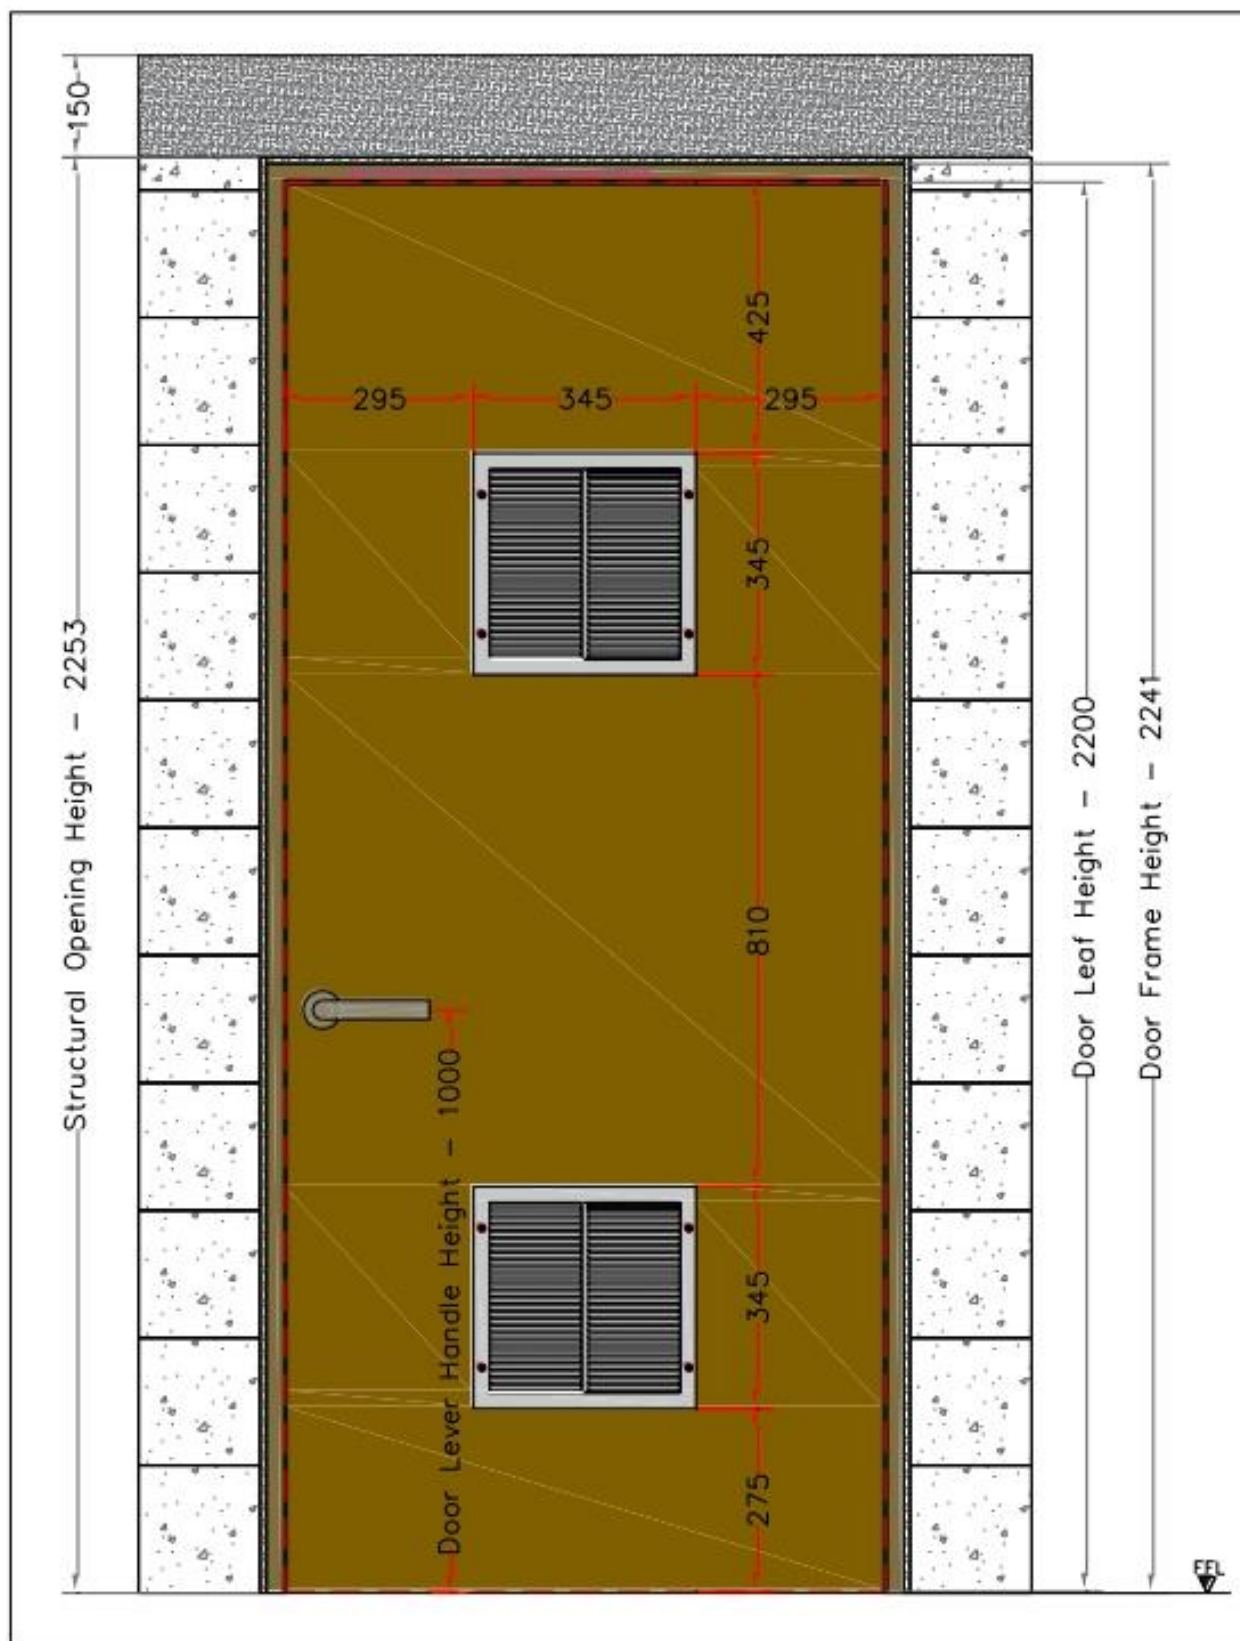 150
425
295
345
295
345
Structural Opening Height - 2253
Door Leaf Height - 2200
Door Frame Height - 2241
810
Door Lever Handle Height - 1000
345
275
FFL